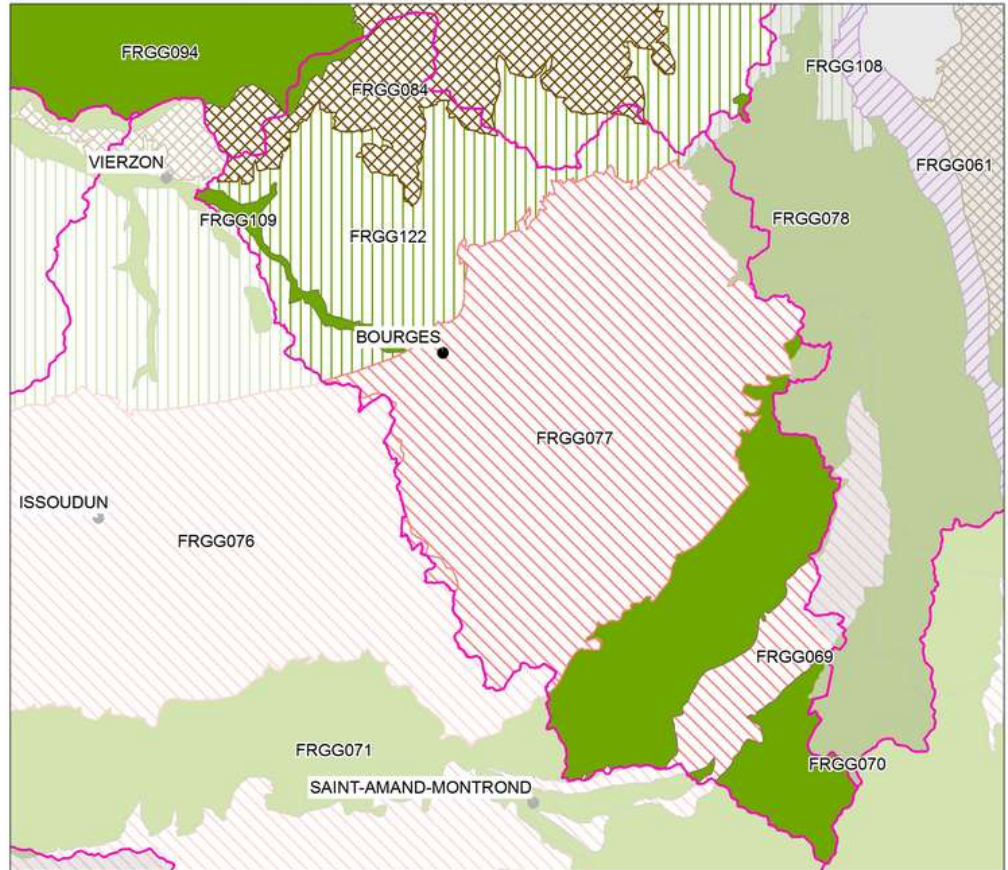 FRGG094
FRGG108
FRGG084
VIERZON
FRGG061
FRGG078
FRGG109
FRGG122
BOURGES
FRGG077
ISSOUDUN
FRGG076
FRGG069
FRGG071
FRGG070
SAINT-AMAND-MONTROND